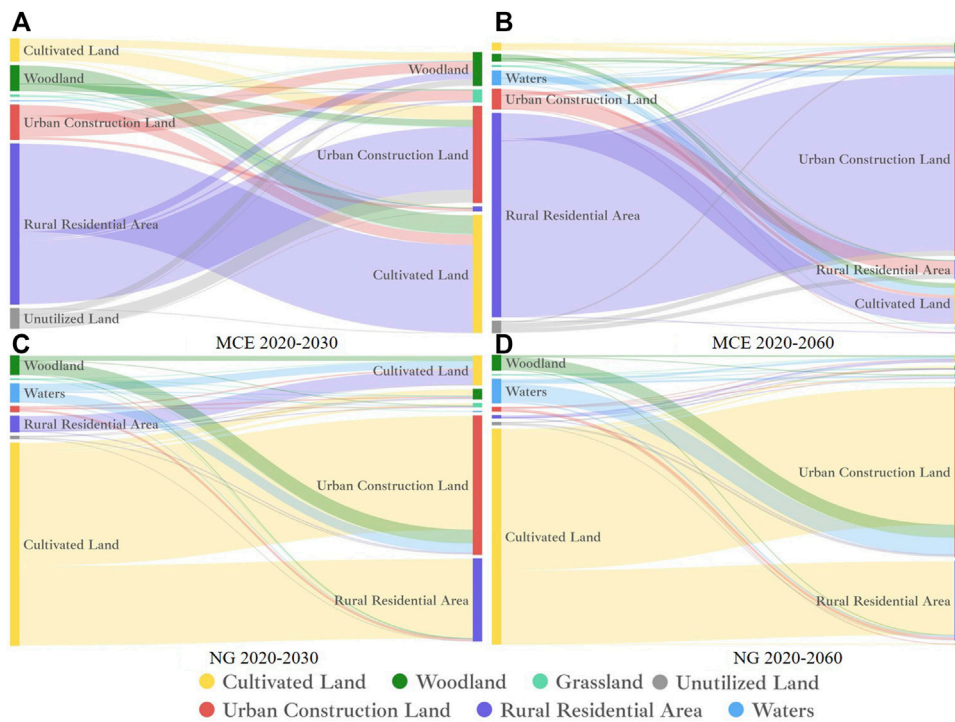 A
B
Cultivated Land
Woodland
Urban Construction Land
Rural Residential Area
Unutilized Land
Woodland
Urban Construction Land
Cultivated Land
MCE 2020-2030
Waters
Urban Construction Land
Rural Residential Area
Urban Construction Land
Rural Residential Area
Cultivated Land
MCE 2020-2060
C
D
Woodland
Waters
Rural Residential Area
Cultivated Land
Cultivated Land
Urban Construction Land
Rural Residential Area
NG 2020-2030
Woodland
Waters
Cultivated Land
Urban Construction Land
Rural Residential Area
NG 2020-2060
Cultivated Land Woodland Grassland Unutilized Land
Urban Construction Land Rural Residential Area Waters